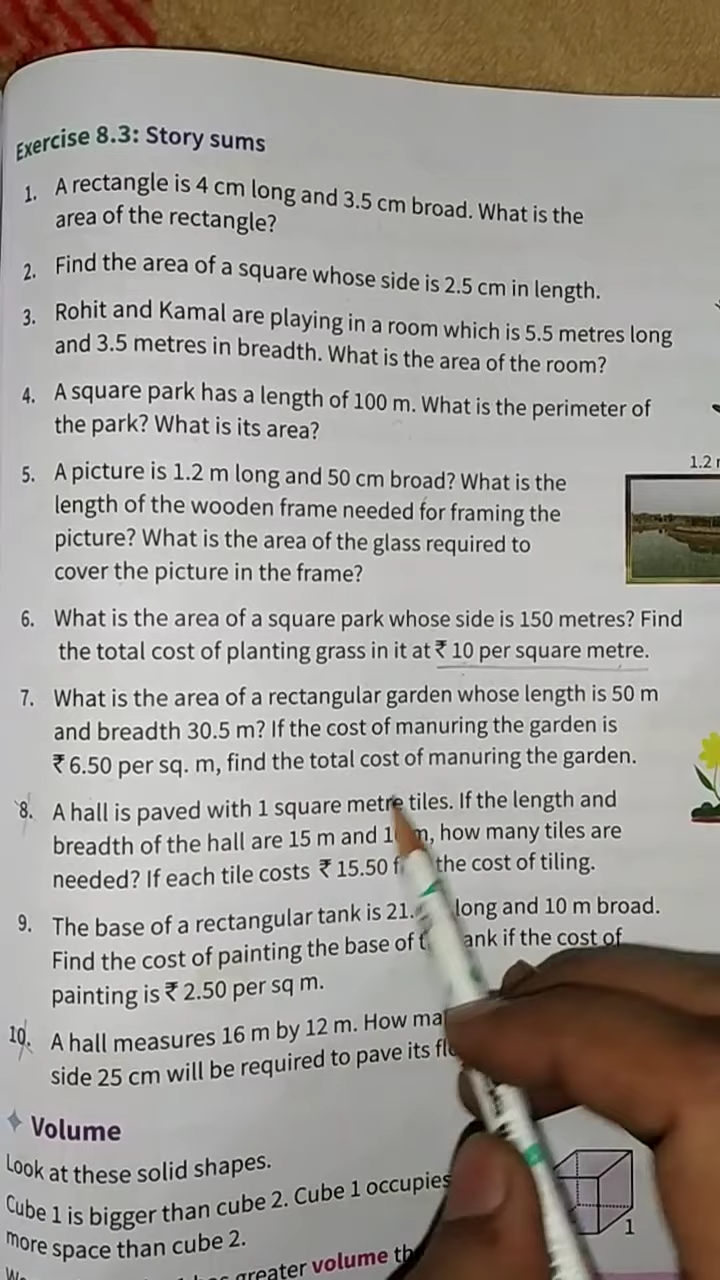 Exercise 8.3: Story sums
1. A rectangle is 4 cm long and 3.5 cm broad. What is the
area of the rectangle?
2. Find the area of a square whose side is 2.5 cm in length.
3. Rohit and Kamal are playing in a room which is 5.5 metres long
and 3.5 metres in breadth. What is the area of the room?
4. A square park has a length of 100 m. What is the perimeter of
the park? What is its area?
5. A picture is 1.2 m long and 50 cm broad? What is the
length of the wooden frame needed for framing the
picture? What is the area of the glass required to
cover the picture in the frame?
1.2
6. What is the area of a square park whose side is 150 metres? Find
the total cost of planting grass in it at ₹ 10 per square metre.
7. What is the area of a rectangular garden whose length is 50 m
and breadth 30.5 m? If the cost of manuring the garden is
₹ 6.50 per sq. m, find the total cost of manuring the garden.
8. A hall is paved with 1 square metre tiles. If the length and
breadth of the hall are 15 m and m, how many tiles are
needed? If each tile costs ₹ 15.50 the cost of tiling.
9. The base of a rectangular tank is 21. long and 10 m broad.
Find the cost of painting the base of tank if the cost of
painting is ₹ 2.50 per sq m.
10. A hall measures 16 m by 12 m. How
side 25 cm will be required to pave its
Volume
Look at these solid shapes.
Cube 1 is bigger than cube 2. Cube 1 occupies
more space than cube 2.
1
greater volume